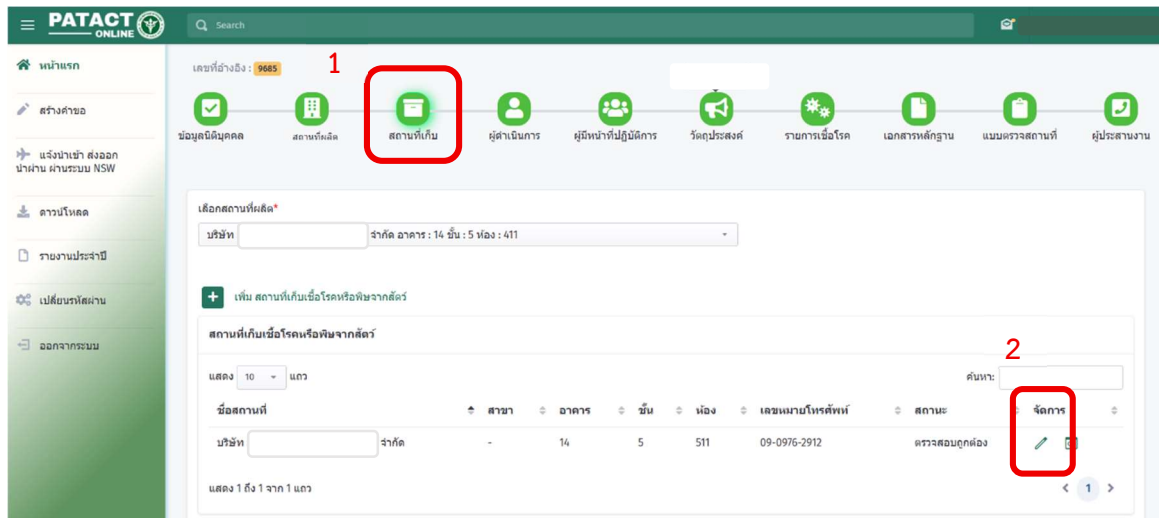 PATACT
ONLINE
Search
หน้าแรก
สร้างคำขอ
แจ้งนำเข้า ส่งออก
นำผ่าน ผ่านระบบ NSW
ดาวน์โหลด
รายงานประจำปี
เปลี่ยนรหัสผ่าน
ออกจากระบบ
เลขที่อ้างอิง : 9685
1
ข้อมูลนิติบุคคล สถานที่ผลิต สถานที่เก็บ ผู้ดำเนินการ ผู้มีหน้าที่ปฏิบัติการ วัตถุประสงค์ รายการเชื้อโรค เอกสารหลักฐาน แบบตรวจสถานที่ ผู้ประสานงาน
เลือกสถานที่ผลิต*
บริษัท จำกัด อาคาร : 14 ชั้น : 5 ห้อง : 411
+ เพิ่ม สถานที่เก็บเชื้อโรคหรือพิษจากสัตว์
สถานที่เก็บเชื้อโรคหรือพิษจากสัตว์
2
แสดง 10 แถว ค้นหา:
ชื่อสถานที่ สาขา อาคาร ชั้น ห้อง เลขหมายโทรศัพท์ สถานะ จัดการ
บริษัท จำกัด - 14 5 511 09-0976-2912 ตรวจสอบถูกต้อง
แสดง 1 ถึง 1 จาก 1 แถว < 1 >